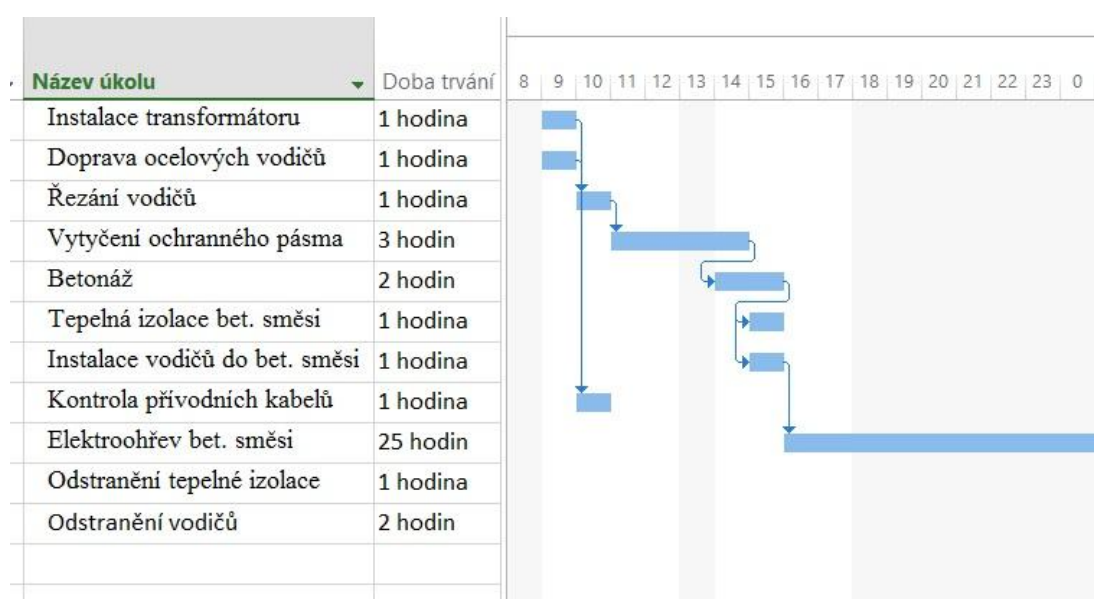 Název úkolu Doba trvání 8 9 10 11 12 13 14 15 16 17 18 19 20 21 22 23 0
Instalace transformátoru 1 hodina
Doprava ocelových vodičů 1 hodina
Řezání vodičů 1 hodina
Vytyčení ochranného pásma 3 hodin
Betonáž 2 hodin
Tepelná izolace bet. směsi 1 hodina
Instalace vodičů do bet. směsi 1 hodina
Kontrola přívodních kabelů 1 hodina
Elektroohřev bet. směsi 25 hodin
Odstranění tepelné izolace 1 hodina
Odstranění vodičů 2 hodin